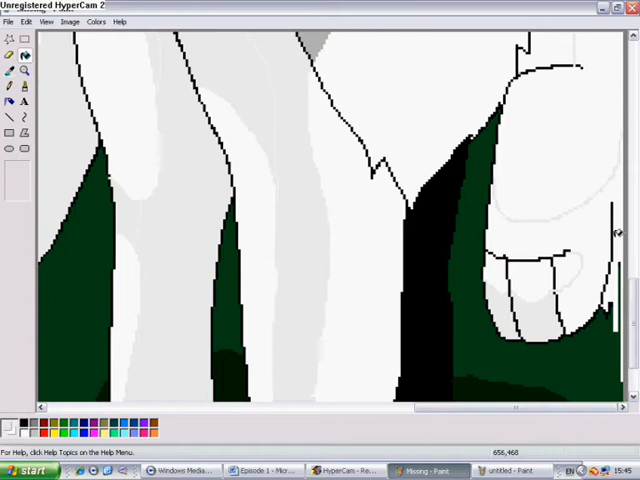 Unregistered HyperCam 2
File Edit View Image Colors Help
For Help, click Help Topics on the Help Menu.
656,468
start
Windows Media...
Episode 1 - Micr...
HyperCam - Re...
Missing - Paint
untitled - Paint
EN
15:45